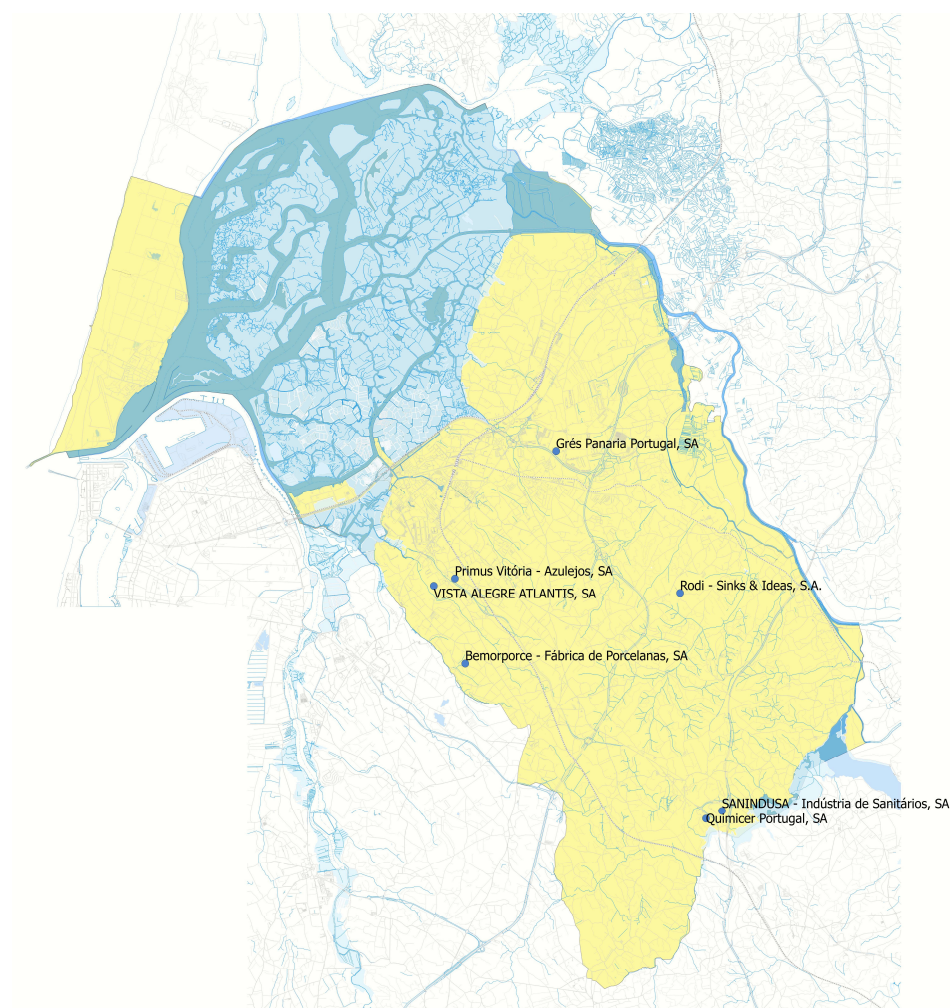 Grés Panaria Portugal, SA
Primus Vitória - Azulejos, SA
VISTA ALEGRE ATLANTIS, SA
Rodi - Sinks & Ideas, S.A.
Bemorporce - Fábrica de Porcelanas, SA
SANINDUSA - Indústria de Sanitários, SA
Quimicer Portugal, SA